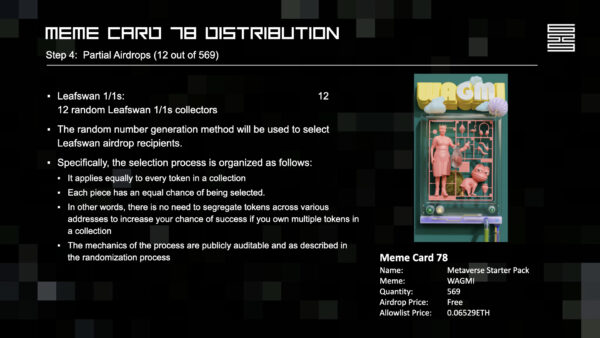 MEME CARD 78 DISTRIBUTION
Step 4:  Partial Airdrops (12 out of 569)
• Leafswan 1/1s: 12
12 random Leafswan 1/1s collectors
• The random number generation method will be used to select
Leafswan airdrop recipients.
• Specifically, the selection process is organized as follows:
• It applies equally to every token in a collection
• Each piece has an equal chance of being selected.
• In other words, there is no need to segregate tokens across various
addresses to increase your chance of success if you own multiple tokens in
a collection
• The mechanics of the process are publicly auditable and as described in
the randomization process
WAGMI
Meme Card 78
Name: Metaverse Starter Pack
Meme: WAGMI
Quantity: 569
Airdrop Price: Free
Allowlist Price: 0.06529ETH